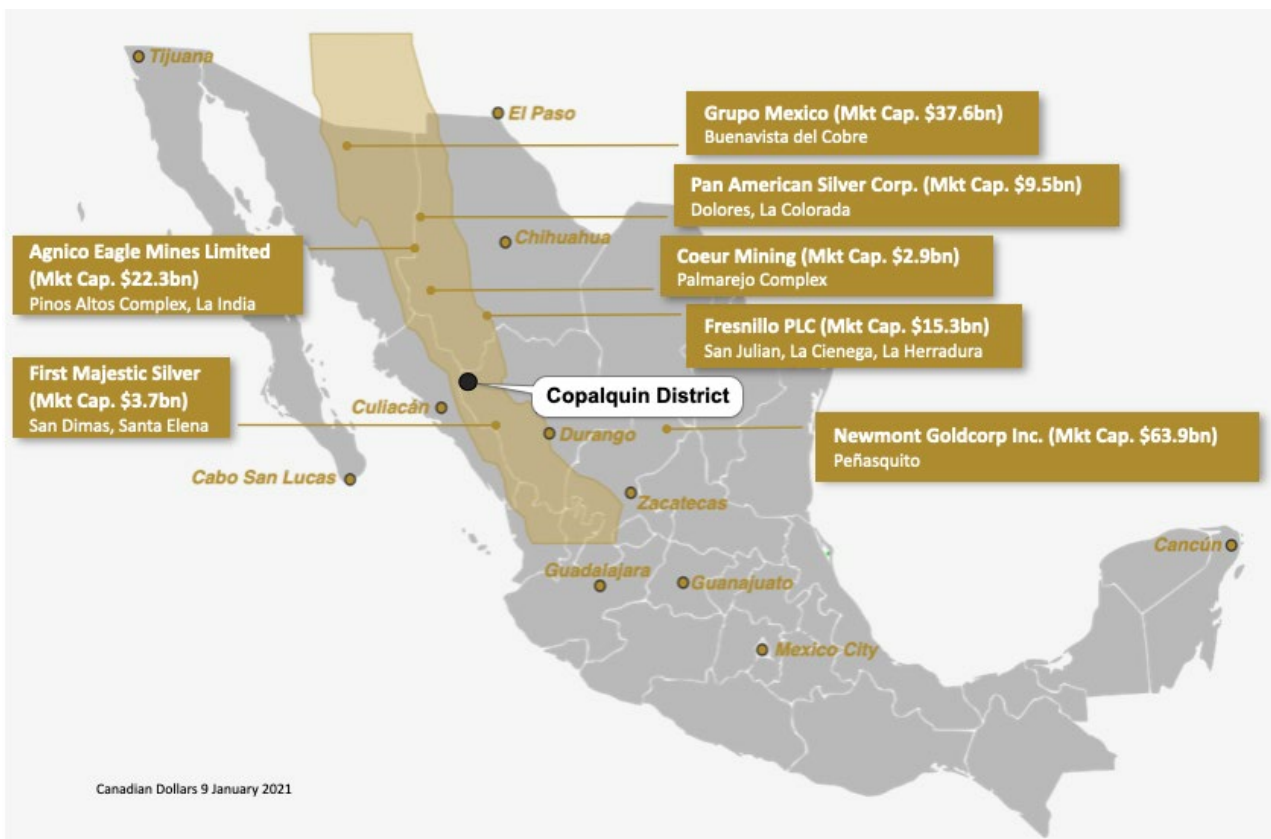 Tijuana
El Paso
Grupo Mexico (Mkt Cap. $37.6bn)
Buenavista del Cobre
Pan American Silver Corp. (Mkt Cap. $9.5bn)
Dolores, La Colorada
Chihuahua
Agnico Eagle Mines Limited
(Mkt Cap. $22.3bn)
Pinos Altos Complex, La India
Coeur Mining (Mkt Cap. $2.9bn)
Palmarejo Complex
Fresnillo PLC (Mkt Cap. $15.3bn)
San Julian, La Cienega, La Herradura
First Majestic Silver
(Mkt Cap. $3.7bn)
San Dimas, Santa Elena
Copalquin District
Culiacán
Durango
Newmont Goldcorp Inc. (Mkt Cap. $63.9bn)
Peñasquito
Cabo San Lucas
Zacatecas
Cancún
Guadalajara
Guanajuato
Mexico City
Canadian Dollars 9 January 2021